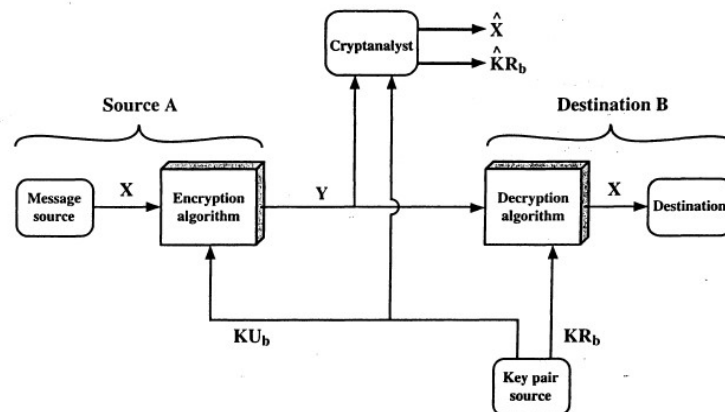 Cryptanalyst
X̂
K̂R_b
Source A
Destination B
Message
source
X
Encryption
algorithm
Y
Decryption
algorithm
X
Destination
KU_b
KR_b
Key pair
source